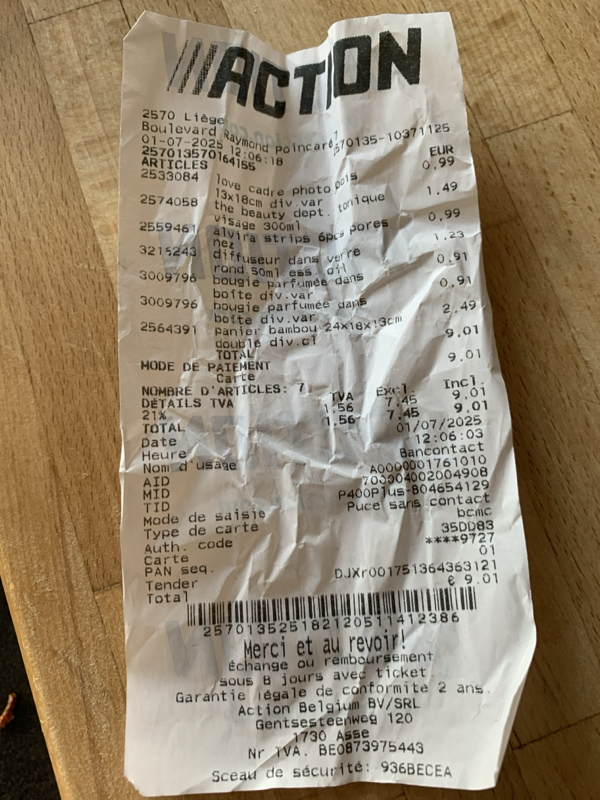 ACTION
2570 Liège
Boulevard Raymond Poincaré 7
01-07-2025 12:06:18 2570135-10371125
257013570164155
ARTICLES EUR
2533084 love cadre photo bois 0,99
13x18cm div.var
2574058 the beauty dept. tonique 1.49
visage 300ml
2559461 alvira strips 6pcs pores 0,99
nez
3215243 diffuseur dans verre 1.23
rond 50ml ess. oil
3009796 bougie parfumée dans 0.91
boîte div.var
3009796 bougie parfumée dans 0.91
boîte div.var
2564391 panier bambou 24x18x13cm 2.49
double div.cl
TOTAL 9.01
MODE DE PAIEMENT
Carte 9.01
NOMBRE D'ARTICLES: 7
DÉTAILS TVA TVA Excl. Incl.
21% 1.56 7.45 9.01
TOTAL 1.56 7.45 9.01
Date 01/07/2025
Heure 12:06:03
Nom d'usage Bancontact
AID A0000001761010
MID 703004002004908
TID P400Plus-804654129
Mode de saisie Puce sans contact
Type de carte bcmc
Auth. code 35DD83
Carte ****9727
PAN seq. 01
Tender DJXr001751364363121
Total € 9.01
257013525182120511412386
Merci et au revoir!
Échange ou remboursement
sous 8 jours avec ticket.
Garantie légale de conformité 2 ans.
Action Belgium BV/SRL
Gentsesteenweg 120
1730 Asse
Nr TVA. BE0873975443
Sceau de sécurité: 936BECEA